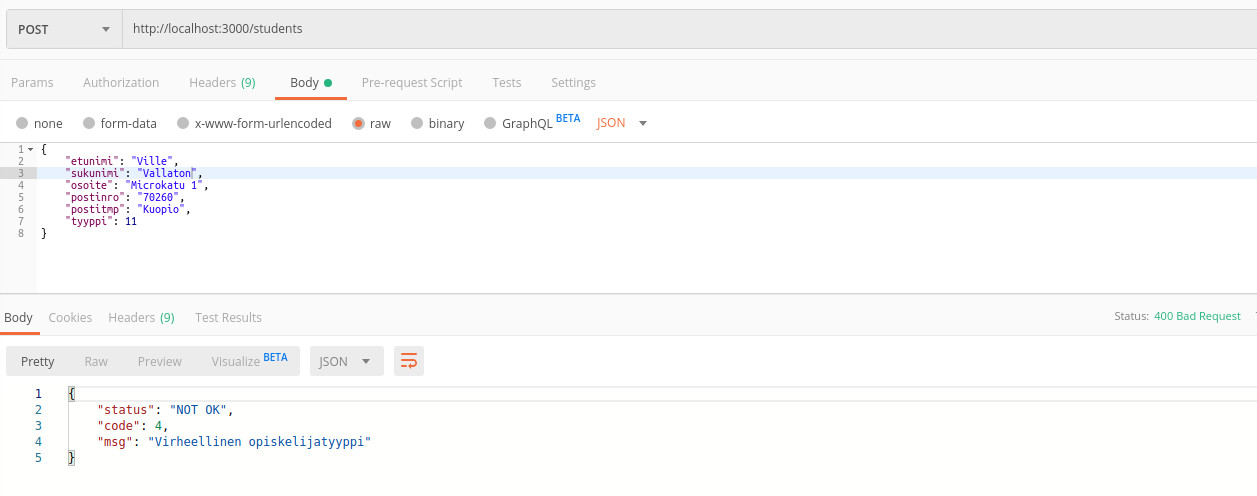 POST http://localhost:3000/students
Params Authorization Headers (9) Body Pre-request Script Tests Settings
none form-data x-www-form-urlencoded raw binary GraphQL BETA JSON
1 {
2 "etunimi": "Ville",
3 "sukunimi": "Vallaton",
4 "osoite": "Microkatu 1",
5 "postinro": "70260",
6 "postitmp": "Kuopio",
7 "tyyppi": 11
8 }
Body Cookies Headers (9) Test Results Status: 400 Bad Request
Pretty Raw Preview Visualize BETA JSON
1 {
2 "status": "NOT OK",
3 "code": 4,
4 "msg": "Virheellinen opiskelijatyyppi"
5 }